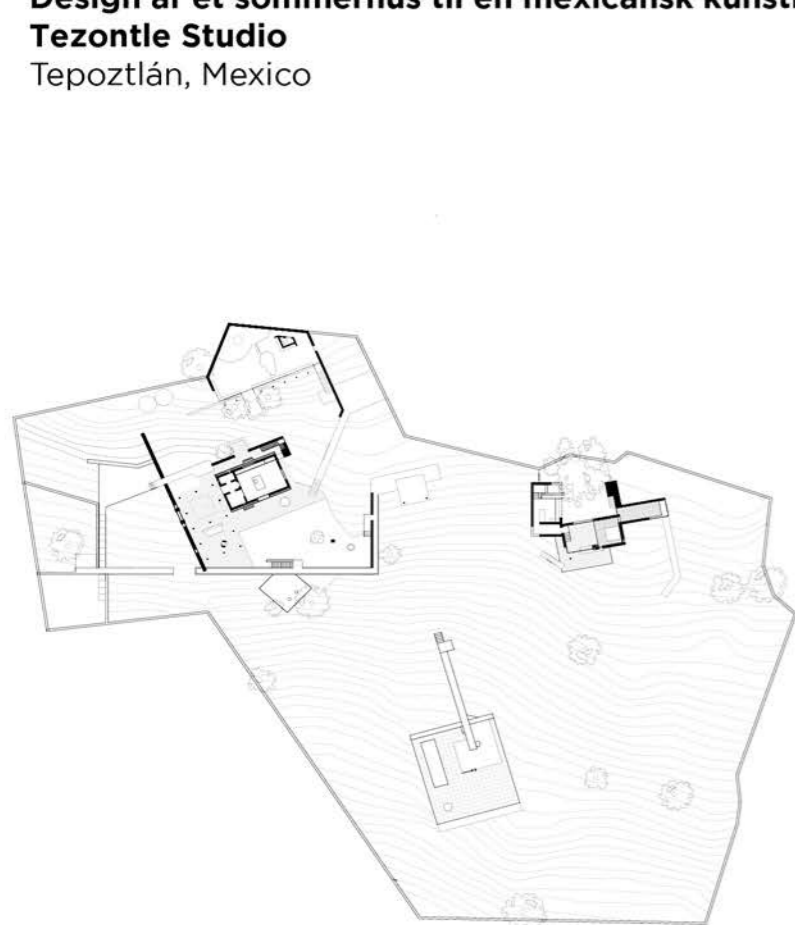 Design af et sommerhus til en mexicansk
Tezontle Studio
Tepoztlán, Mexico